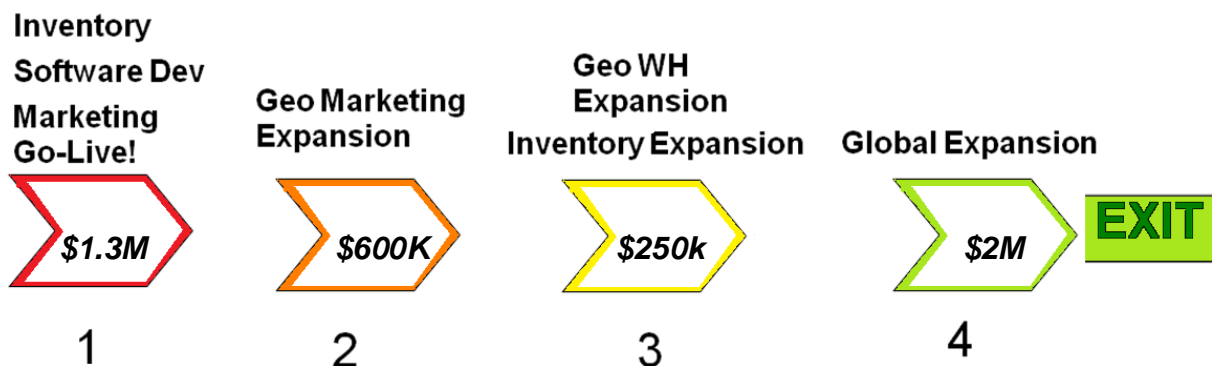 Inventory
Software Dev
Marketing
Go-Live!
Geo Marketing
Expansion
Geo WH
Expansion
Inventory Expansion
Global Expansion
$1.3M
$600K
$250k
$2M
EXIT
1
2
3
4